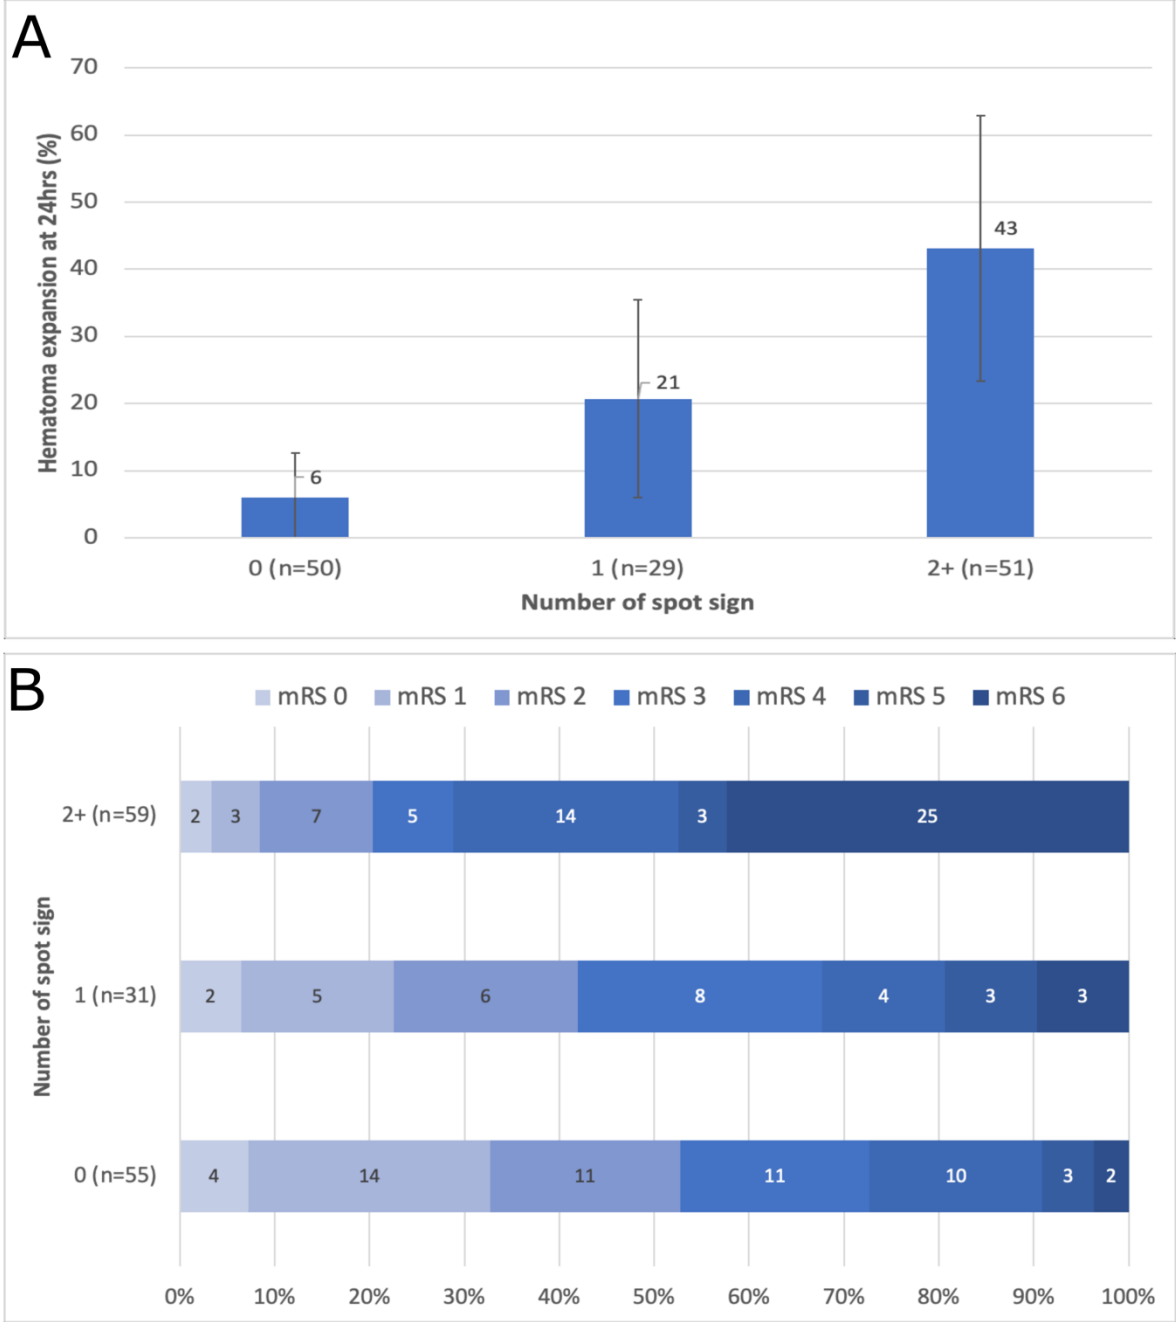 A
70
60
50
40
30
20
10
0
Hematoma expansion at 24hrs (%)
6
21
43
0 (n=50) 1 (n=29) 2+ (n=51)
Number of spot sign
B
mRS 0 mRS 1 mRS 2 mRS 3 mRS 4 mRS 5 mRS 6
Number of spot sign
2+ (n=59) 2 3 7 5 14 3 25
1 (n=31) 2 5 6 8 4 3 3
0 (n=55) 4 14 11 11 10 3 2
0% 10% 20% 30% 40% 50% 60% 70% 80% 90% 100%